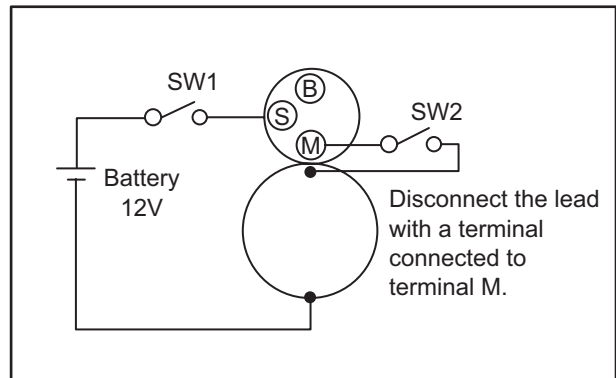 SW1
B
S
SW2
M
Battery
12V
Disconnect the lead
with a terminal
connected to
terminal M.